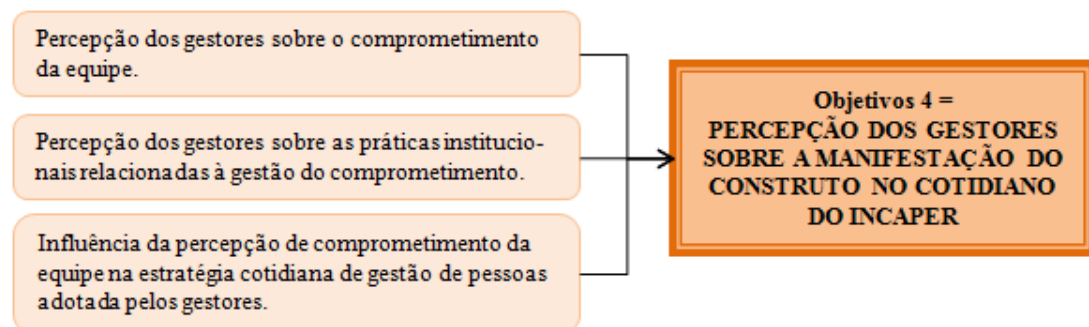 Percepção dos gestores sobre o comprometimento
da equipe.
Percepção dos gestores sobre as práticas institucio-
nais relacionadas à gestão do comprometimento.
Influência da percepção de comprometimento da
equipe na estratégia cotidiana de gestão de pessoas
adotada pelos gestores.
Objetivos 4 =
PERCEPÇÃO DOS GESTORES
SOBRE A MANIFESTAÇÃO DO
CONSTRUTO NO COTIDIANO
DO INCAPER